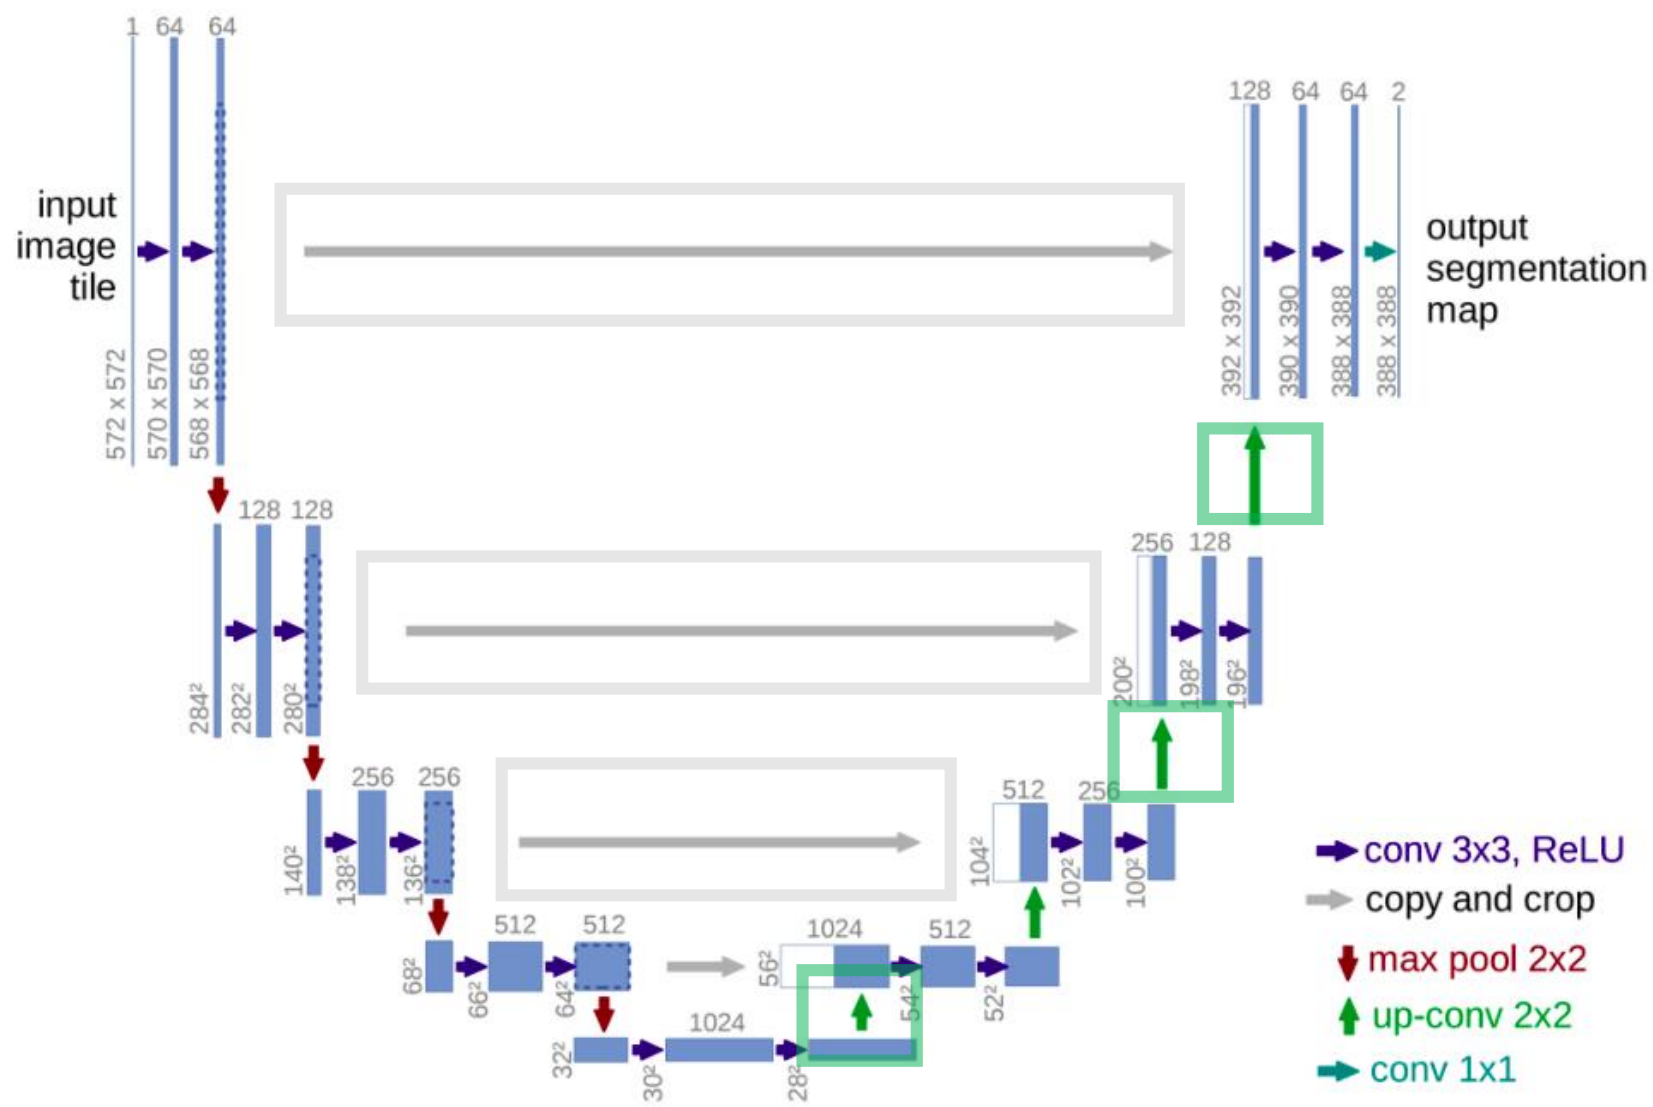 1 64 64
128 64 64 2
input
image
tile
output
segmentation
map
572 x 572
570 x 570
568 x 568
392 x 392
390 x 390
388 x 388
388 x 388
128 128
256 128
284²
282²
280²
200²
198²
196²
256 256
512 256
140²
138²
136²
104²
102²
100²
512 512
1024 512
68²
66²
64²
56²
54²
52²
1024
32²
30²
28²
conv 3x3, ReLU
copy and crop
max pool 2x2
up-conv 2x2
conv 1x1